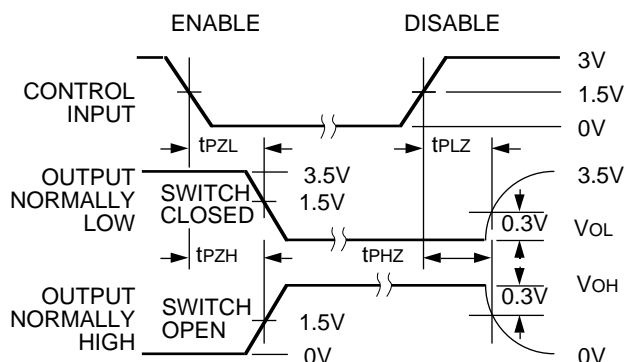 ENABLE DISABLE
3V
CONTROL
INPUT
1.5V
0V
tPZL tPLZ
OUTPUT
NORMALLY
LOW
SWITCH
CLOSED
3.5V
1.5V
3.5V
0.3V
VOL
tPZH tPHZ
0.3V
VOH
OUTPUT
NORMALLY
HIGH
SWITCH
OPEN
1.5V
0V
0V